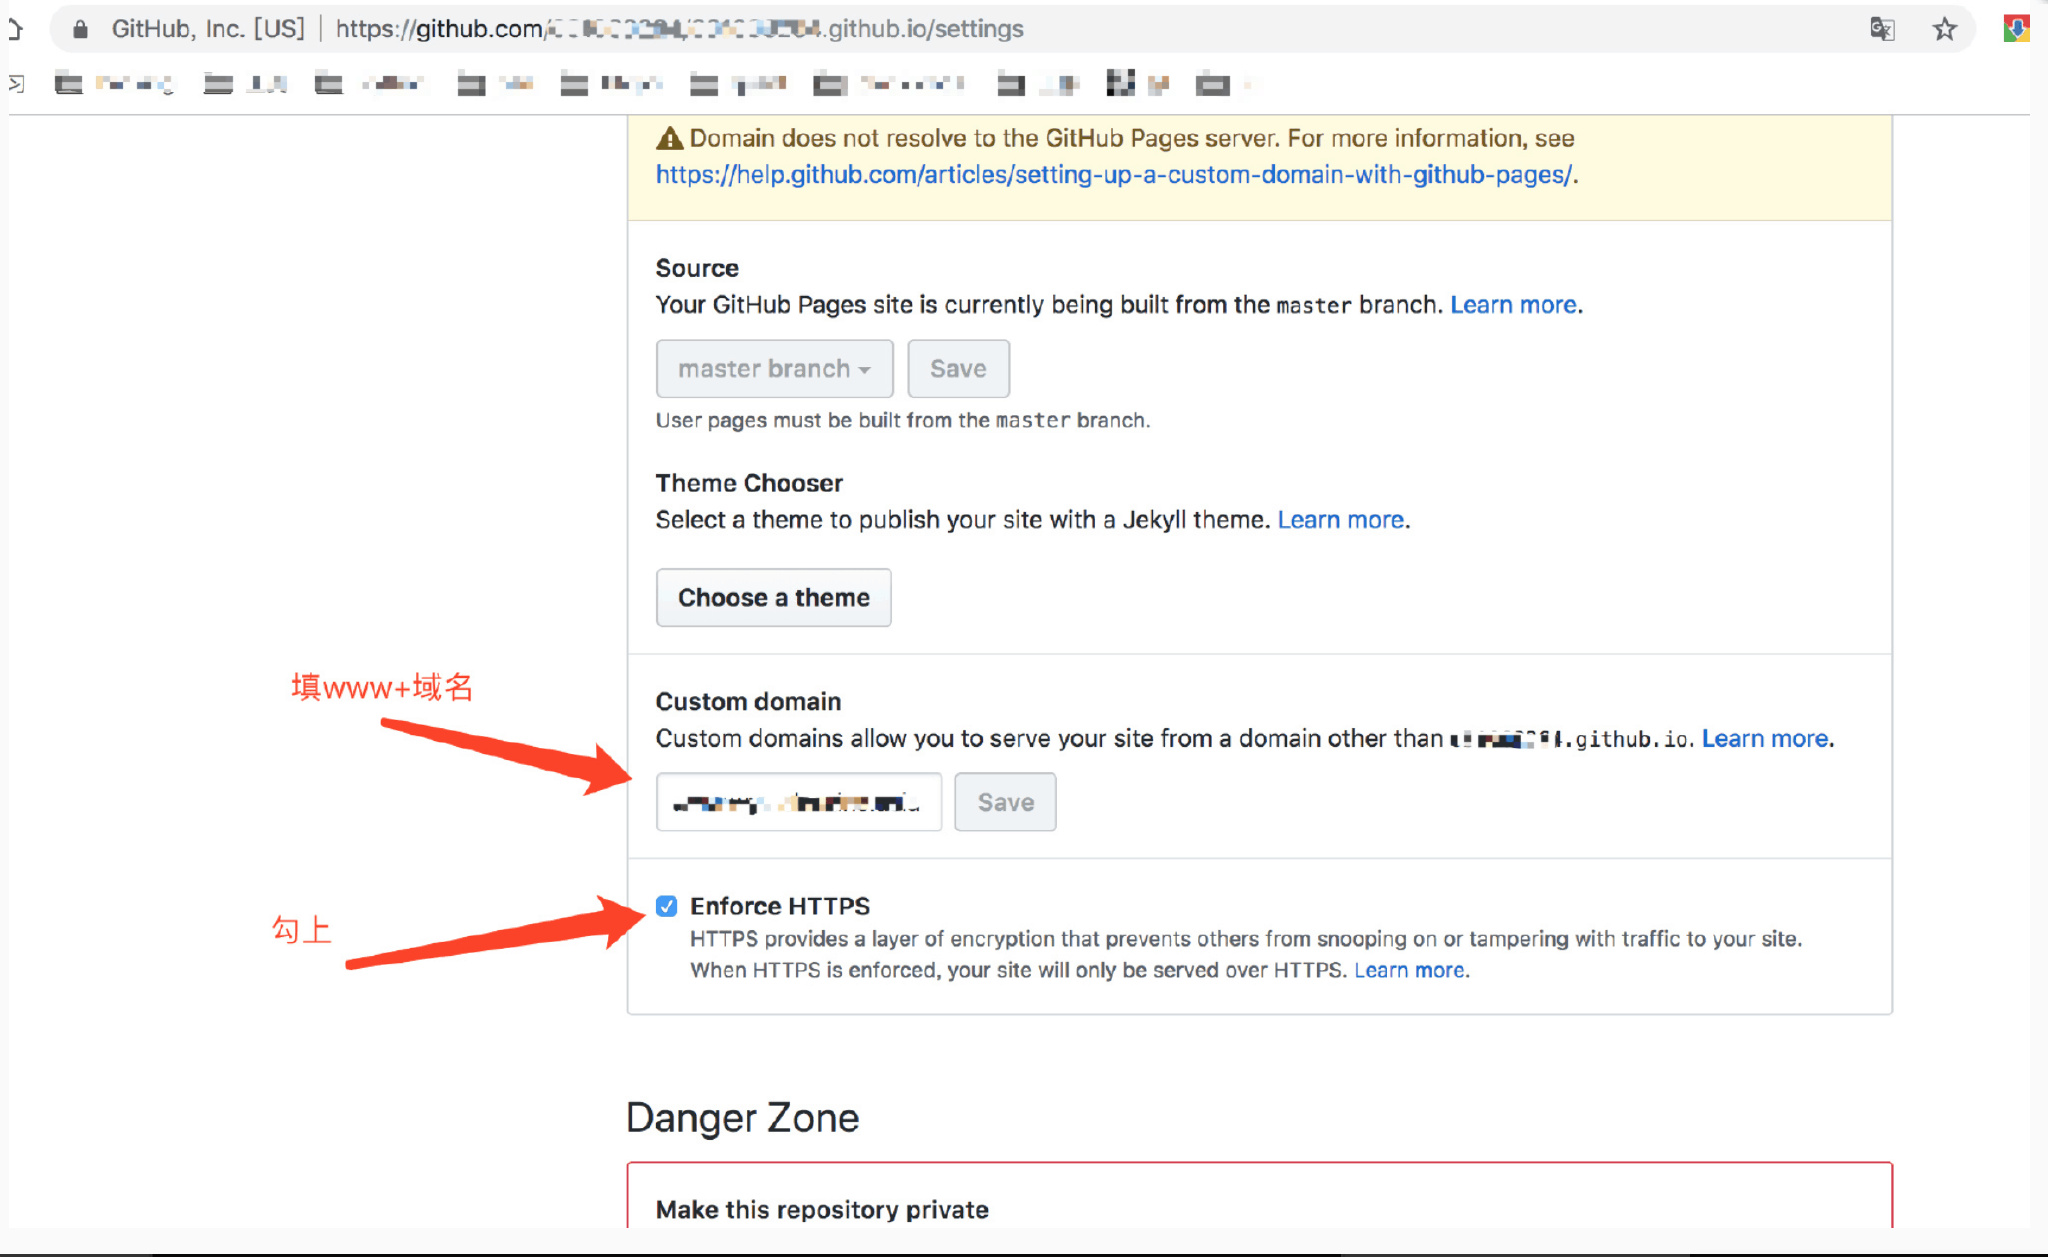 GitHub, Inc. [US] | https://github.com/ .github.io/settings
Domain does not resolve to the GitHub Pages server. For more information, see
https://help.github.com/articles/setting-up-a-custom-domain-with-github-pages/.
Source
Your GitHub Pages site is currently being built from the master branch. Learn more.
master branch Save
User pages must be built from the master branch.
Theme Chooser
Select a theme to publish your site with a Jekyll theme. Learn more.
Choose a theme
填www+域名
Custom domain
Custom domains allow you to serve your site from a domain other than .github.io. Learn more.
Save
勾上
Enforce HTTPS
HTTPS provides a layer of encryption that prevents others from snooping on or tampering with traffic to your site.
When HTTPS is enforced, your site will only be served over HTTPS. Learn more.
Danger Zone
Make this repository private